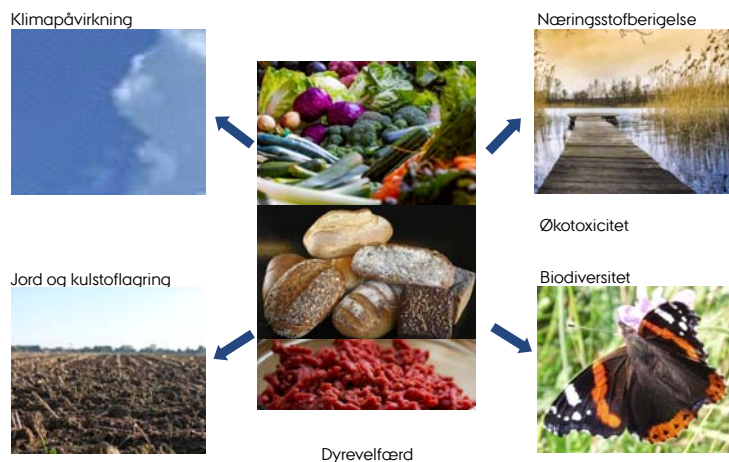 Klimapåvirkning
Næringsstofberigelse
Økotoxicitet
Jord og kulstoflagring
Biodiversitet
Dyrevelfærd